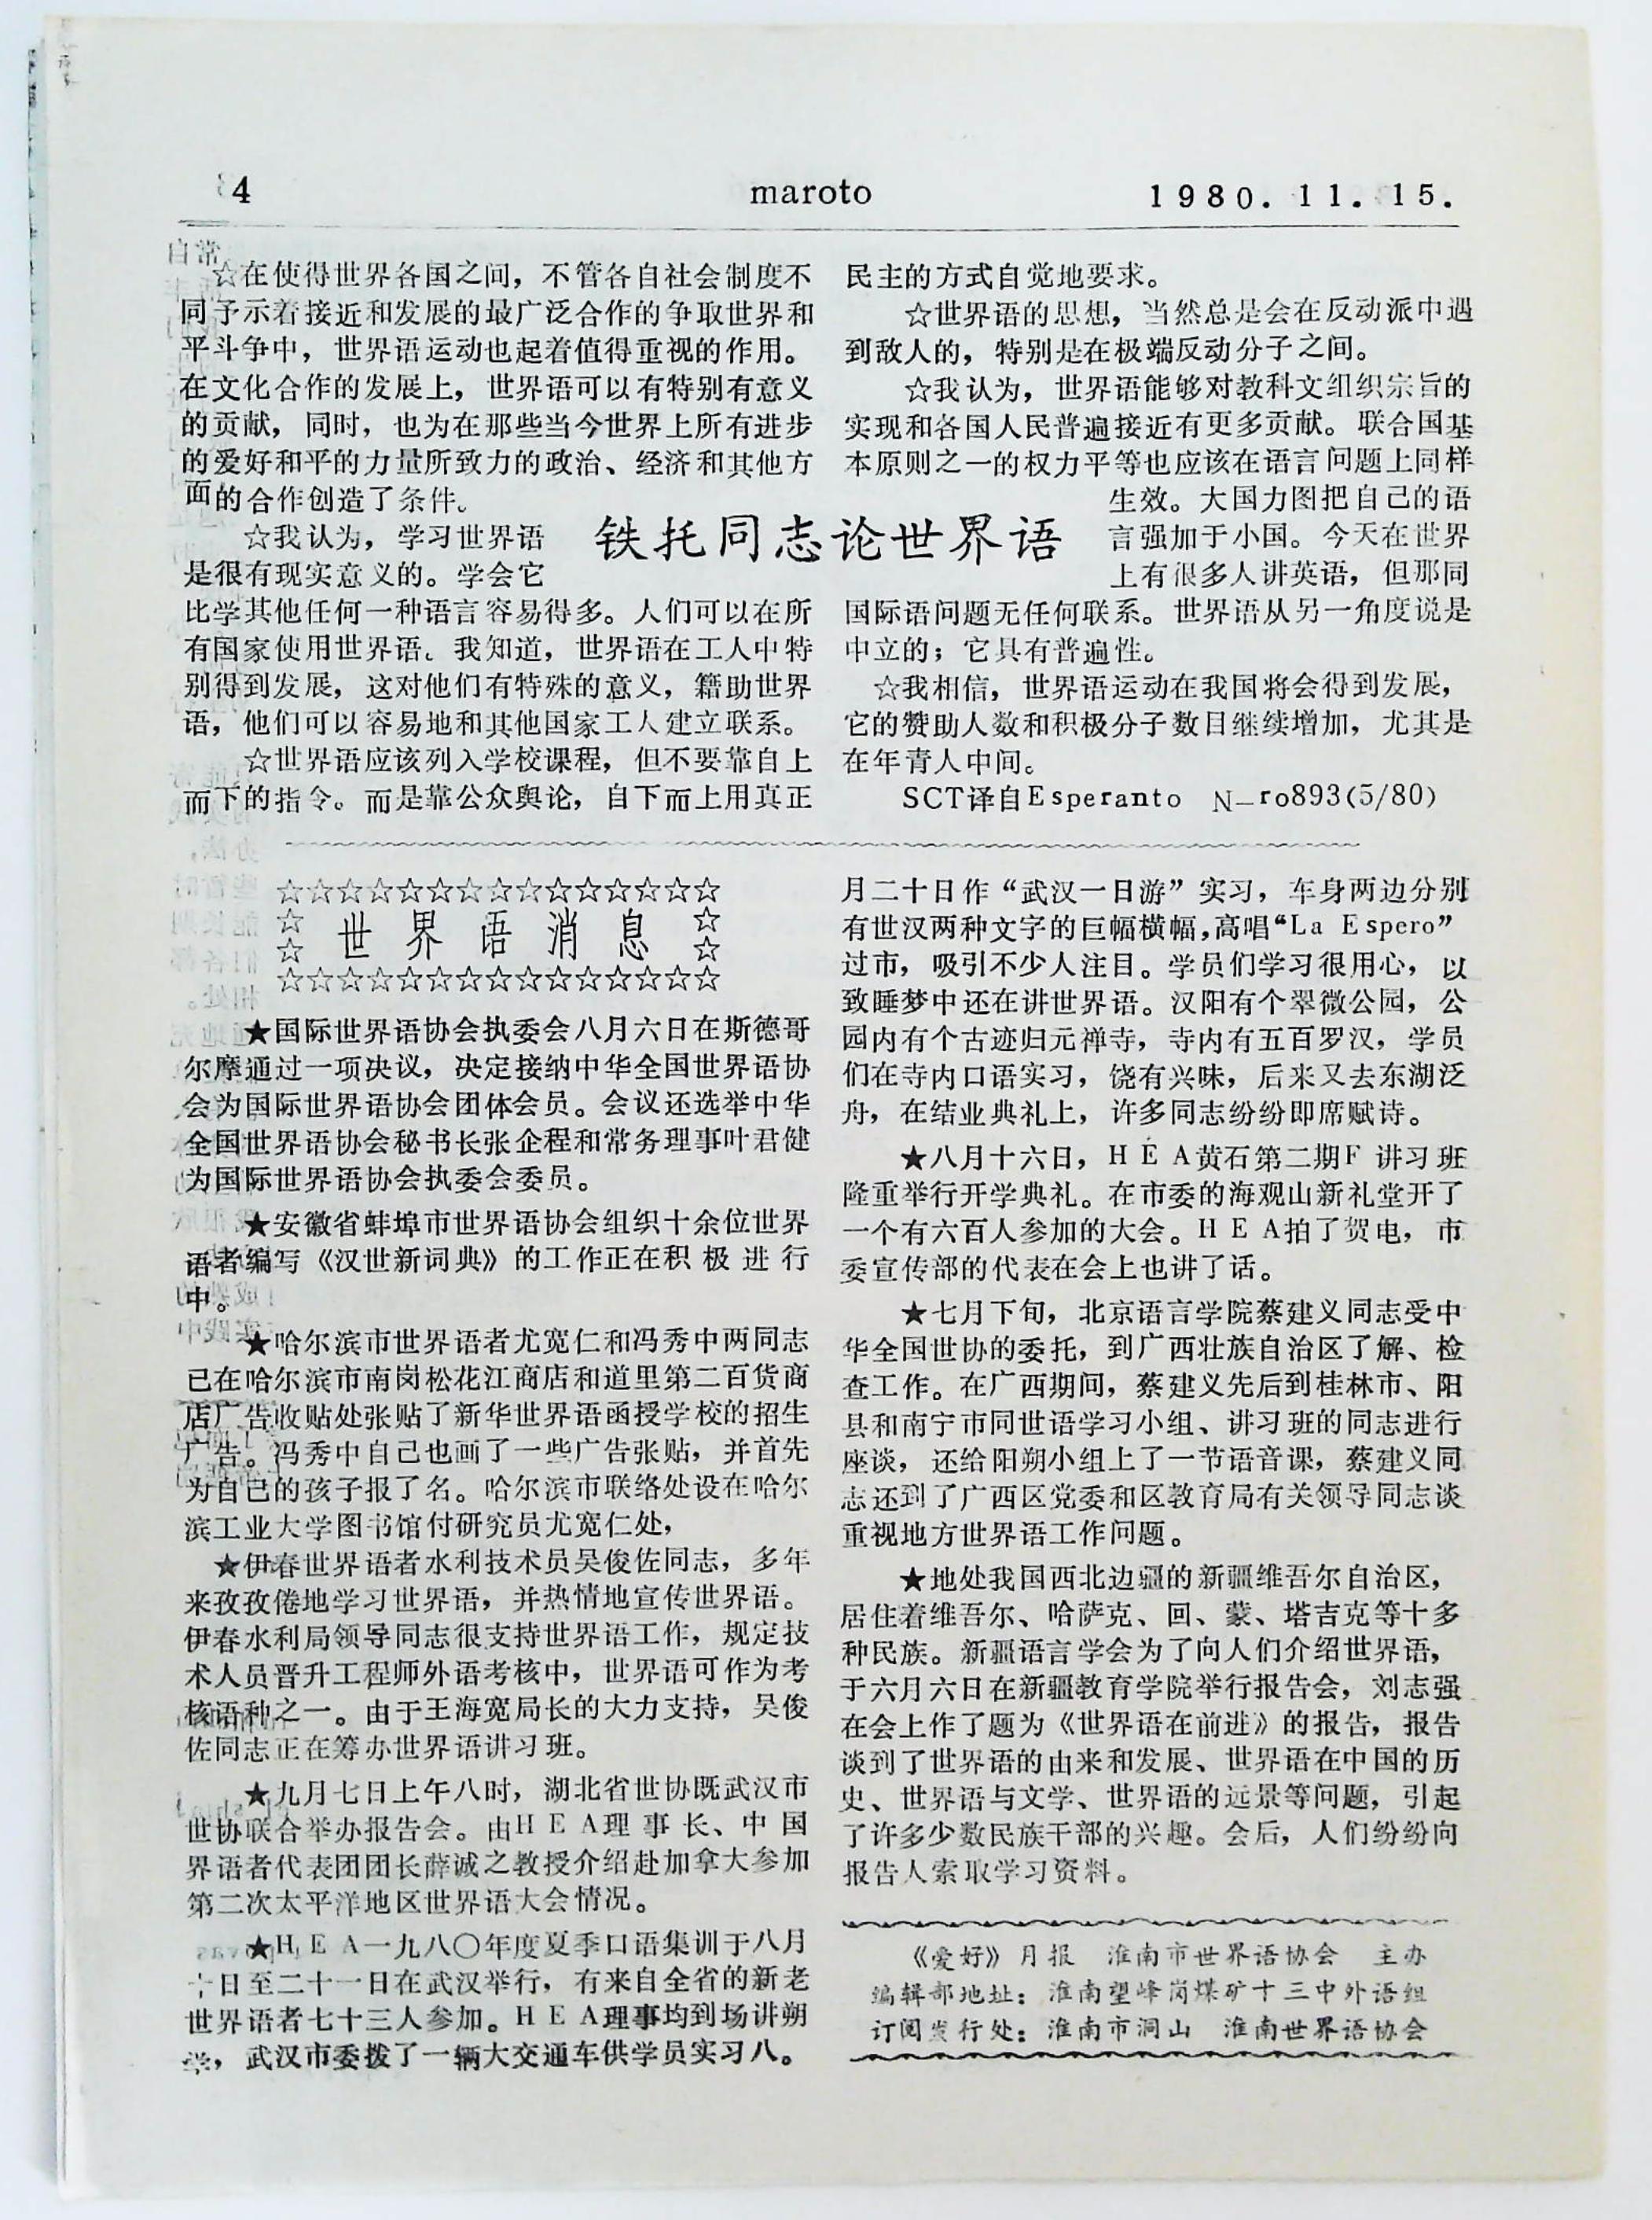 4
maroto
1980.11.15.
☆在使得世界各国之间，不管各自社会制度不
同予示着接近和发展的最广泛合作的争取世界和
平斗争中，世界语运动也起着值得重视的作用。
在文化合作的发展上，世界语可以有特别有意义
的贡献，同时，也为在那些当今世界上所有进步
的爱好和平的力量所致力的政治、经济和其他方
面的合作创造了条件。
铁托同志论世界语
☆我认为，学习世界语
是很有现实意义的。学会它
比学其他任何一种语言容易得多。人们可以在所
有国家使用世界语。我知道，世界语在工人中特
别得到发展，这对他们有特殊的意义，籍助世界
语，他们可以容易地和其他国家工人建立联系。
☆世界语应该列入学校课程，但不要靠自上
而下的指令。而是靠公众舆论，自下而上用真正
民主的方式自觉地要求。
☆世界语的思想，当然总是会在反动派中遇
到敌人的，特别是在极端反动分子之间。
☆我认为，世界语能够对教科文组织宗旨的
实现和各国人民普遍接近有更多贡献。联合国基
本原则之一的权力平等也应该在语言问题上同样
生效。大国力图把自己的语
言强加于小国。今天在世界
上有很多人讲英语，但那同
国际语问题无任何联系。世界语从另一角度说是
中立的；它具有普遍性。
☆我相信，世界语运动在我国将会得到发展，
它的赞助人数和积极分子数目继续增加，尤其是
在年青人中间。
SCT译自Esperanto N—ro893(5/80)
☆☆☆☆☆☆☆☆☆☆☆☆☆☆☆
☆ 世界语消息 ☆
☆ ☆
☆☆☆☆☆☆☆☆☆☆☆☆☆☆☆
★国际世界语协会执委会八月六日在斯德哥
尔摩通过一项决议，决定接纳中华全国世界语协
会为国际世界语协会团体会员。会议还选举中华
全国世界语协会秘书长张企程和常务理事叶君健
为国际世界语协会执委会委员。
★安徽省蚌埠市世界语协会组织十余位世界
语者编写《汉世新词典》的工作正在积极进行
中。
★哈尔滨市世界语者尤宽仁和冯秀中两同志
已在哈尔滨市南岗松花江商店和道里第二百货商
店广告收贴处张贴了新华世界语函授学校的招生
广告。冯秀中自己也画了一些广告张贴，并首先
为自己的孩子报了名。哈尔滨市联络处设在哈尔
滨工业大学图书馆付研究员尤宽仁处，
★伊春世界语者水利技术员吴俊佐同志，多年
来孜孜倦地学习世界语，并热情地宣传世界语。
伊春水利局领导同志很支持世界语工作，规定技
术人员晋升工程师外语考核中，世界语可作为考
核语种之一。由于王海宽局长的大力支持，吴俊
佐同志正在筹办世界语讲习班。
★九月七日上午八时，湖北省世协既武汉市
世协联合举办报告会。由HEA理事长、中国
界语者代表团团长薛诚之教授介绍赴加拿大参加
第二次太平洋地区世界语大会情况。
★HEA一九八〇年度夏季口语集训于八月
十日至二十一日在武汉举行，有来自全省的新老
世界语者七十三人参加。HEA理事均到场讲朔
学，武汉市委拨了一辆大交通车供学员实习八。
月二十日作“武汉一日游”实习，车身两边分别
有世汉两种文字的巨幅横幅，高唱“La Espero”
过市，吸引不少人注目。学员们学习很用心，以
致睡梦中还在讲世界语。汉阳有个翠微公园，公
园内有个古迹归元禅寺，寺内有五百罗汉，学员
们在寺内口语实习，饶有兴味，后来又去东湖泛
舟，在结业典礼上，许多同志纷纷即席赋诗。
★八月十六日，HEA黄石第二期F讲习班
隆重举行开学典礼。在市委的海观山新礼堂开了
一个有六百人参加的大会。HEA拍了贺电，市
委宣传部的代表在会上也讲了话。
★七月下旬，北京语言学院蔡建义同志受中
华全国世协的委托，到广西壮族自治区了解、检
查工作。在广西期间，蔡建义先后到桂林市、阳
县和南宁市同世语学习小组、讲习班的同志进行
座谈，还给阳朔小组上了一节语音课，蔡建义同
志还到了广西区党委和区教育局有关领导同志谈
重视地方世界语工作问题。
★地处我国西北边疆的新疆维吾尔自治区，
居住着维吾尔、哈萨克、回、蒙、塔吉克等十多
种民族。新疆语言学会为了向人们介绍世界语，
于六月六日在新疆教育学院举行报告会，刘志强
在会上作了题为《世界语在前进》的报告，报告
谈到了世界语的由来和发展、世界语在中国的历
史、世界语与文学、世界语的远景等问题，引起
了许多少数民族干部的兴趣。会后，人们纷纷向
报告人索取学习资料。
《爱好》月报 淮南市世界语协会 主办
编辑部地址：淮南望峰岗煤矿十三中外语组
订阅发行处：淮南市洞山 淮南世界语协会